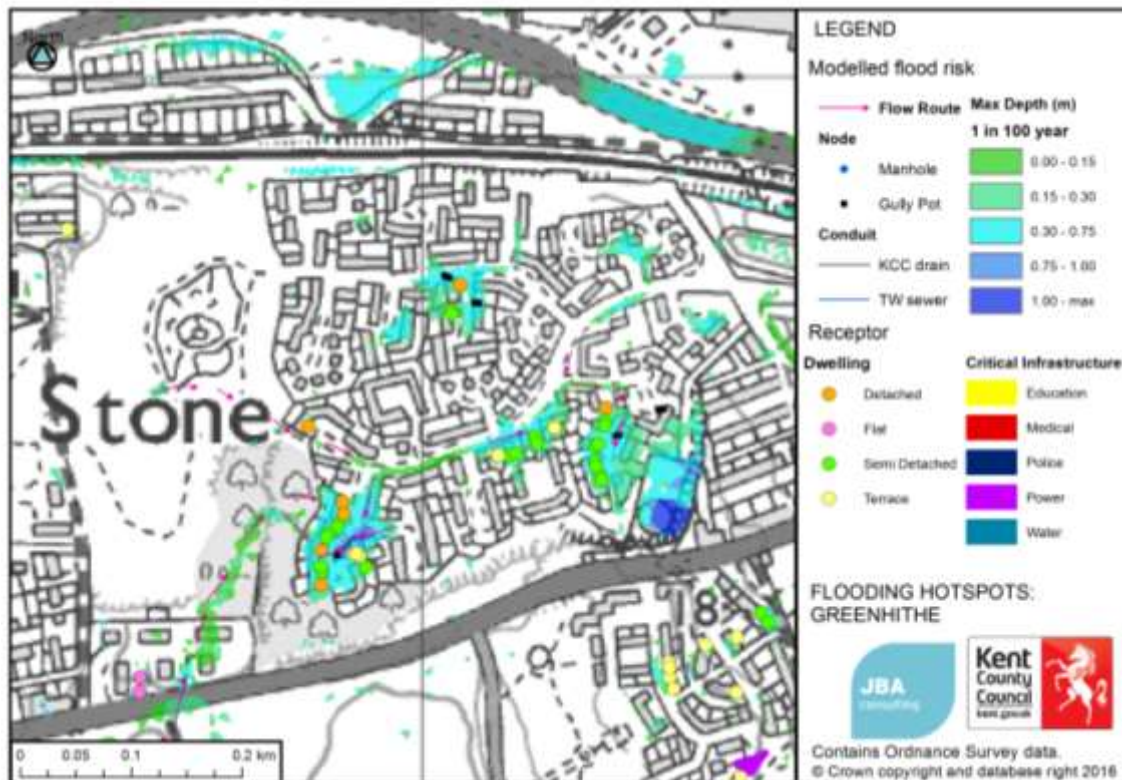 North
Stone
0 0.05 0.1 0.2 km
LEGEND
Modelled flood risk
Flow Route
Node
Manhole
Gully Pot
Conduit
KCC drain
TW sewer
Max Depth (m)
1 in 100 year
0.00 - 0.15
0.15 - 0.30
0.30 - 0.75
0.75 - 1.00
1.00 - max
Receptor
Dwelling
Detached
Flat
Semi Detached
Terrace
Critical Infrastructure
Education
Medical
Police
Power
Water
FLOODING HOTSPOTS:
GREENHITHE
JBA
consulting
Kent
County
Council
kent.gov.uk
Contains Ordnance Survey data.
© Crown copyright and database right 2016